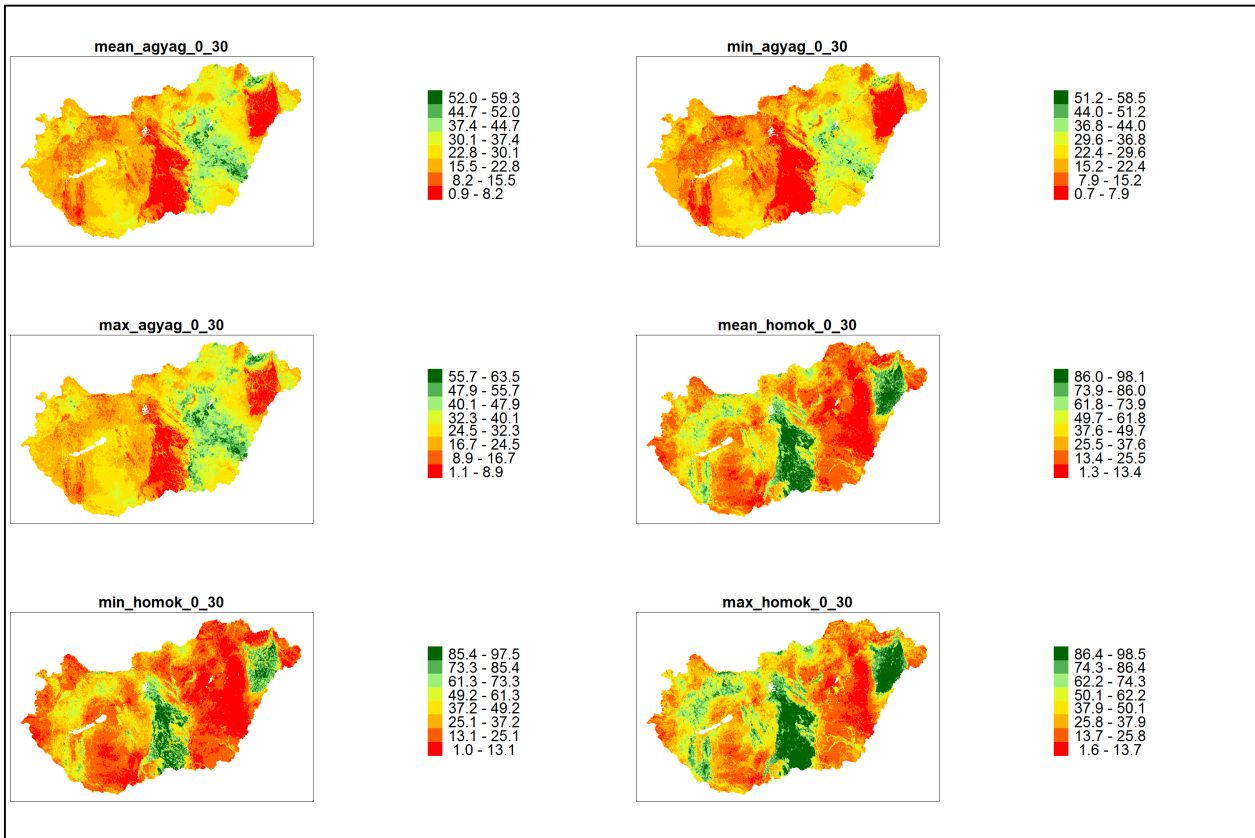 mean_agyag_0_30
52.0 - 59.3
44.7 - 52.0
37.4 - 44.7
30.1 - 37.4
22.8 - 30.1
15.5 - 22.8
8.2 - 15.5
0.9 - 8.2
min_agyag_0_30
51.2 - 58.5
44.0 - 51.2
36.8 - 44.0
29.6 - 36.8
22.4 - 29.6
15.2 - 22.4
7.9 - 15.2
0.7 - 7.9
max_agyag_0_30
55.7 - 63.5
47.9 - 55.7
40.1 - 47.9
32.3 - 40.1
24.5 - 32.3
16.7 - 24.5
8.9 - 16.7
1.1 - 8.9
mean_homok_0_30
86.0 - 98.1
73.9 - 86.0
61.8 - 73.9
49.7 - 61.8
37.6 - 49.7
25.5 - 37.6
13.4 - 25.5
1.3 - 13.4
min_homok_0_30
85.4 - 97.5
73.3 - 85.4
61.3 - 73.3
49.2 - 61.3
37.2 - 49.2
25.1 - 37.2
13.1 - 25.1
1.0 - 13.1
max_homok_0_30
86.4 - 98.5
74.3 - 86.4
62.2 - 74.3
50.1 - 62.2
37.9 - 50.1
25.8 - 37.9
13.7 - 25.8
1.6 - 13.7